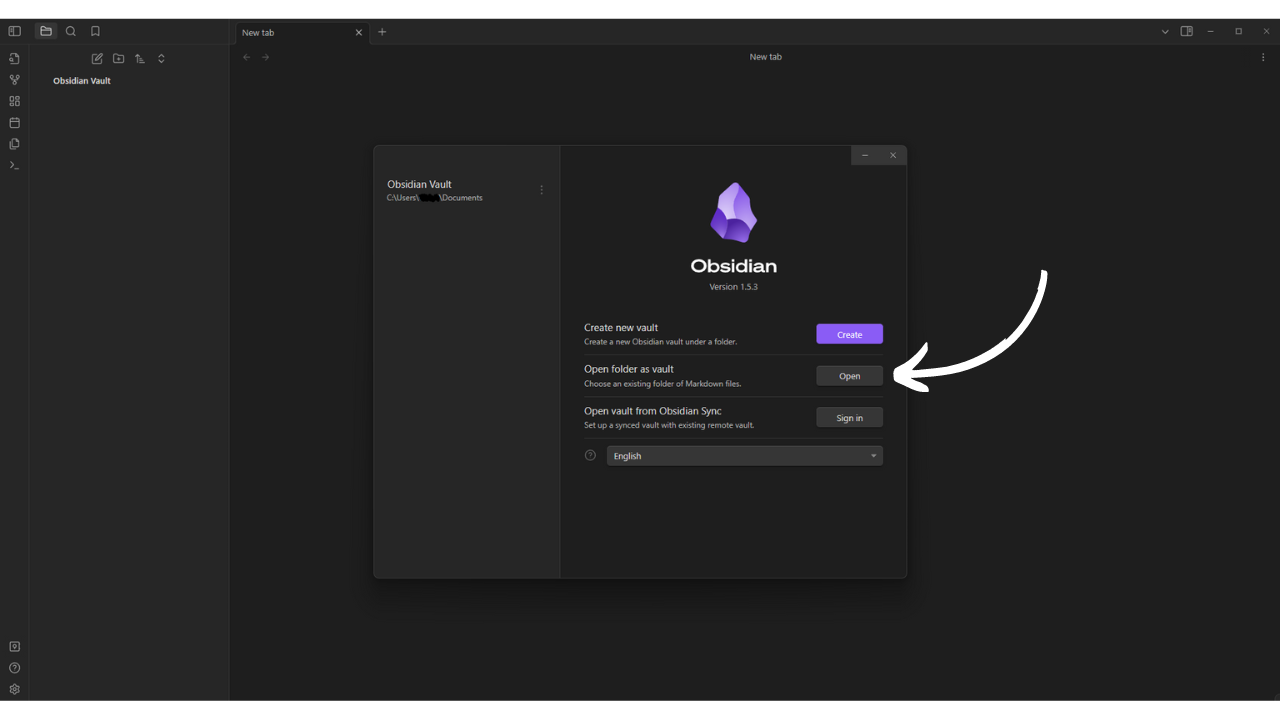 New tab
New tab
Obsidian Vault
Obsidian Vault
C:\Users\ \Documents
Obsidian
Version 1.5.3
Create new vault
Create a new Obsidian vault under a folder.
Create
Open folder as vault
Choose an existing folder of Markdown files.
Open
Open vault from Obsidian Sync
Set up a synced vault with existing remote vault.
Sign in
English